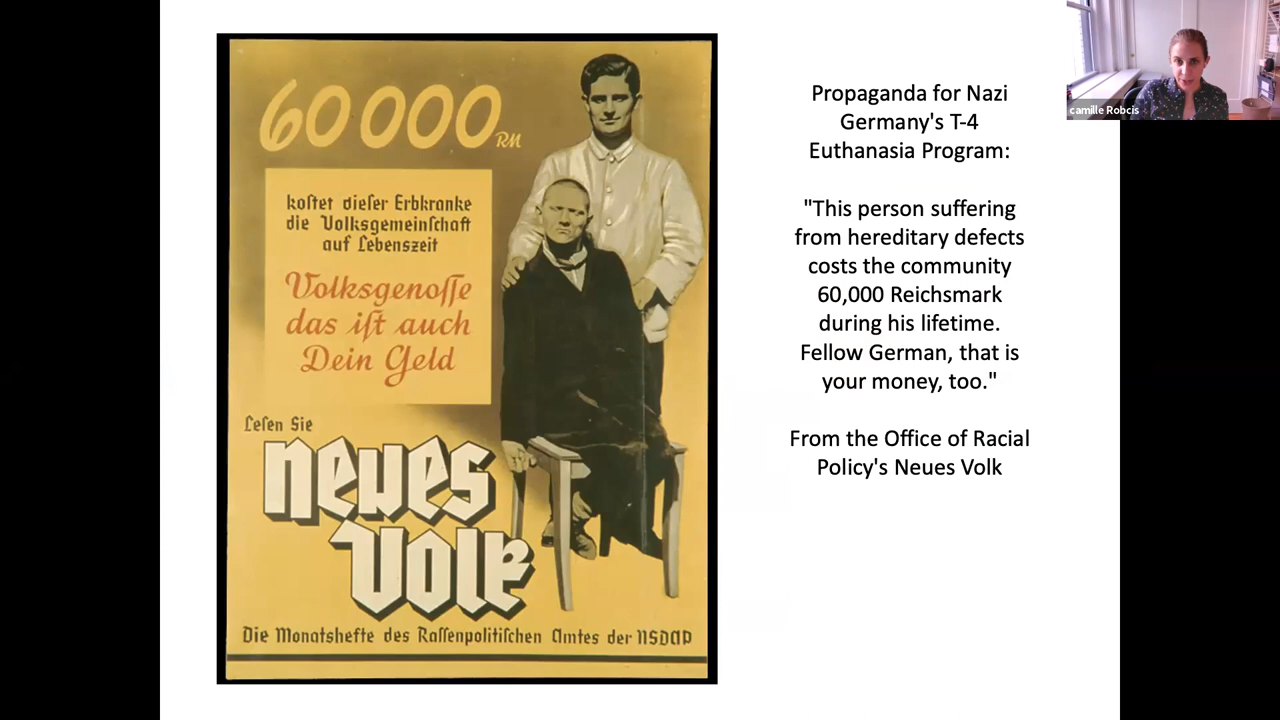 60 000 RM
kostet dieser Erbkranke
die Volksgemeinschaft
auf Lebenszeit
Volksgenosse
das ist auch
Dein Geld
Lesen Sie
neues
Volk
Die Monatshefte des Rassenpolitischen Amtes der NSDAP
Propaganda for Nazi
Germany's T-4
Euthanasia Program:
"This person suffering
from hereditary defects
costs the community
60,000 Reichsmark
during his lifetime.
Fellow German, that is
your money, too."
From the Office of Racial
Policy's Neues Volk
camille Robcis